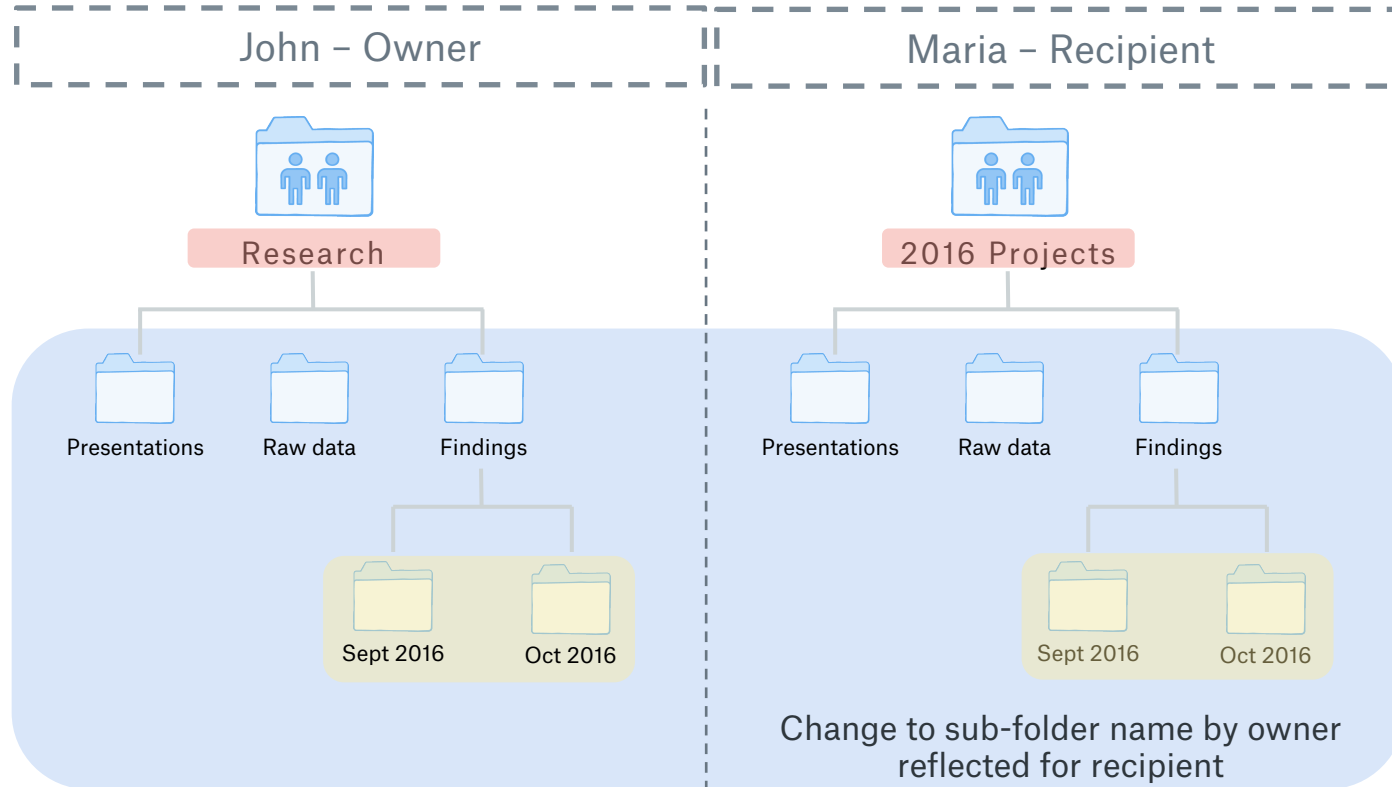 John – Owner
Maria – Recipient
Research
2016 Projects
Presentations
Raw data
Findings
Presentations
Raw data
Findings
Sept 2016
Oct 2016
Sept 2016
Oct 2016
Change to sub-folder name by owner
reflected for recipient